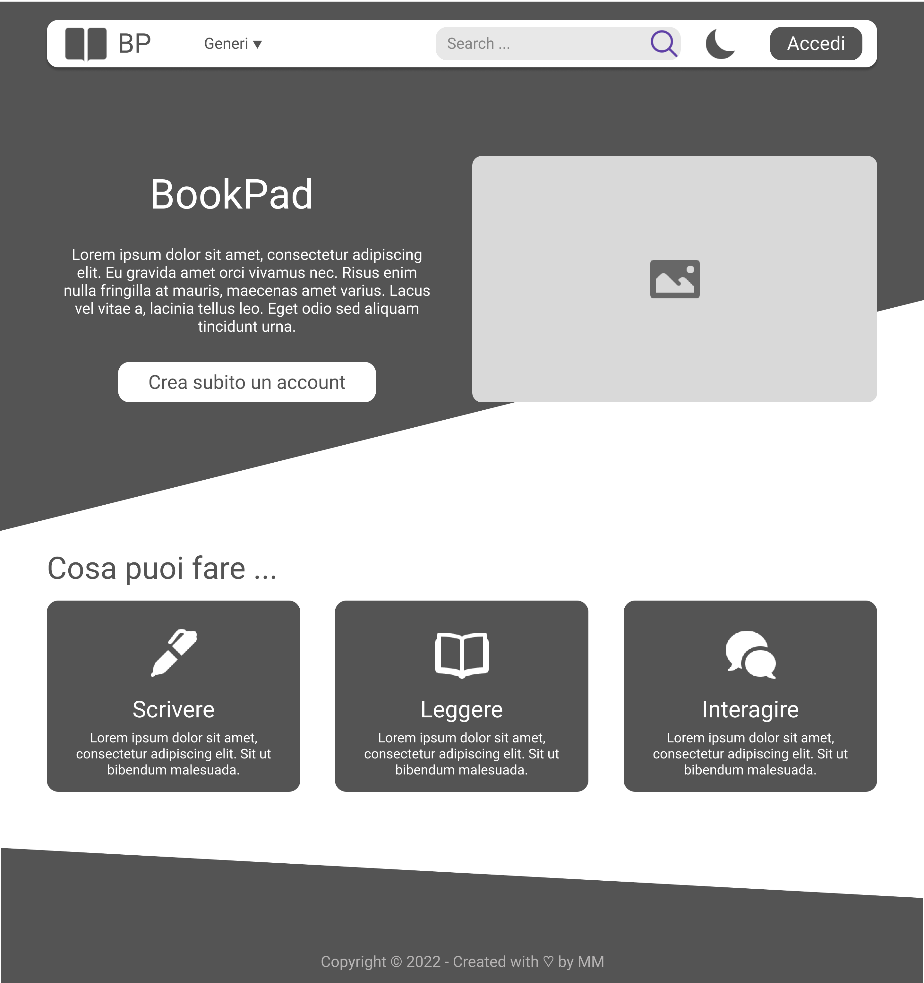 BP
Generi ▼
Search ...
Accedi
BookPad
Lorem ipsum dolor sit amet, consectetur adipiscing
elit. Eu gravida amet orci vivamus nec. Risus enim
nulla fringilla at mauris, maecenas amet varius. Lacus
vel vitae a, lacinia tellus leo. Eget odio sed aliquam
tincidunt urna.
Crea subito un account
Cosa puoi fare ...
Scrivere
Lorem ipsum dolor sit amet,
consectetur adipiscing elit. Sit ut
bibendum malesuada.
Leggere
Lorem ipsum dolor sit amet,
consectetur adipiscing elit. Sit ut
bibendum malesuada.
Interagire
Lorem ipsum dolor sit amet,
consectetur adipiscing elit. Sit ut
bibendum malesuada.
Copyright © 2022 - Created with ♡ by MM